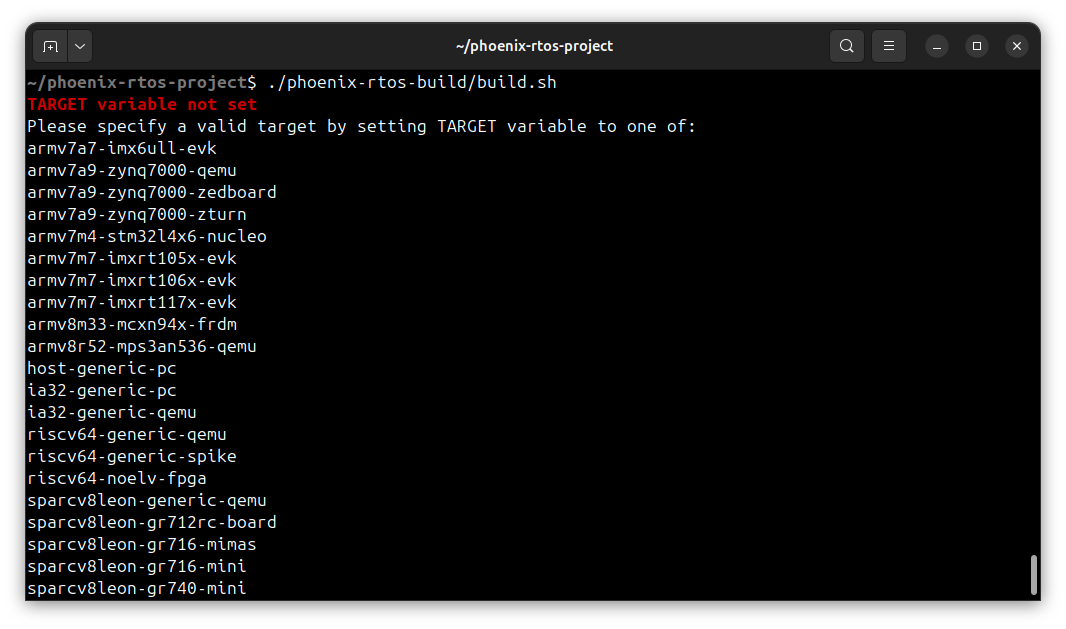 ~/phoenix-rtos-project
~/phoenix-rtos-project$ ./phoenix-rtos-build/build.sh
TARGET variable not set
Please specify a valid target by setting TARGET variable to one of:
armv7a7-imx6ull-evk
armv7a9-zynq7000-qemu
armv7a9-zynq7000-zedboard
armv7a9-zynq7000-zturn
armv7m4-stm32l4x6-nucleo
armv7m7-imxrt105x-evk
armv7m7-imxrt106x-evk
armv7m7-imxrt117x-evk
armv8m33-mcxn94x-frdm
armv8r52-mps3an536-qemu
host-generic-pc
ia32-generic-pc
ia32-generic-qemu
riscv64-generic-qemu
riscv64-generic-spike
riscv64-noelv-fpga
sparcv8leon-generic-qemu
sparcv8leon-gr712rc-board
sparcv8leon-gr716-mimas
sparcv8leon-gr716-mini
sparcv8leon-gr740-mini